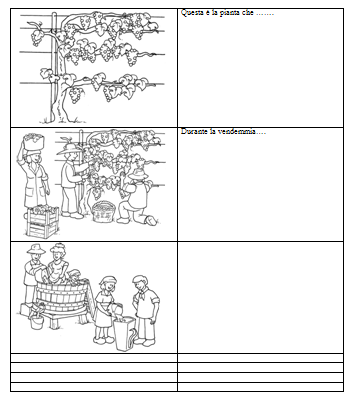 Questa è la pianta che …….
Durante la vendemmia….